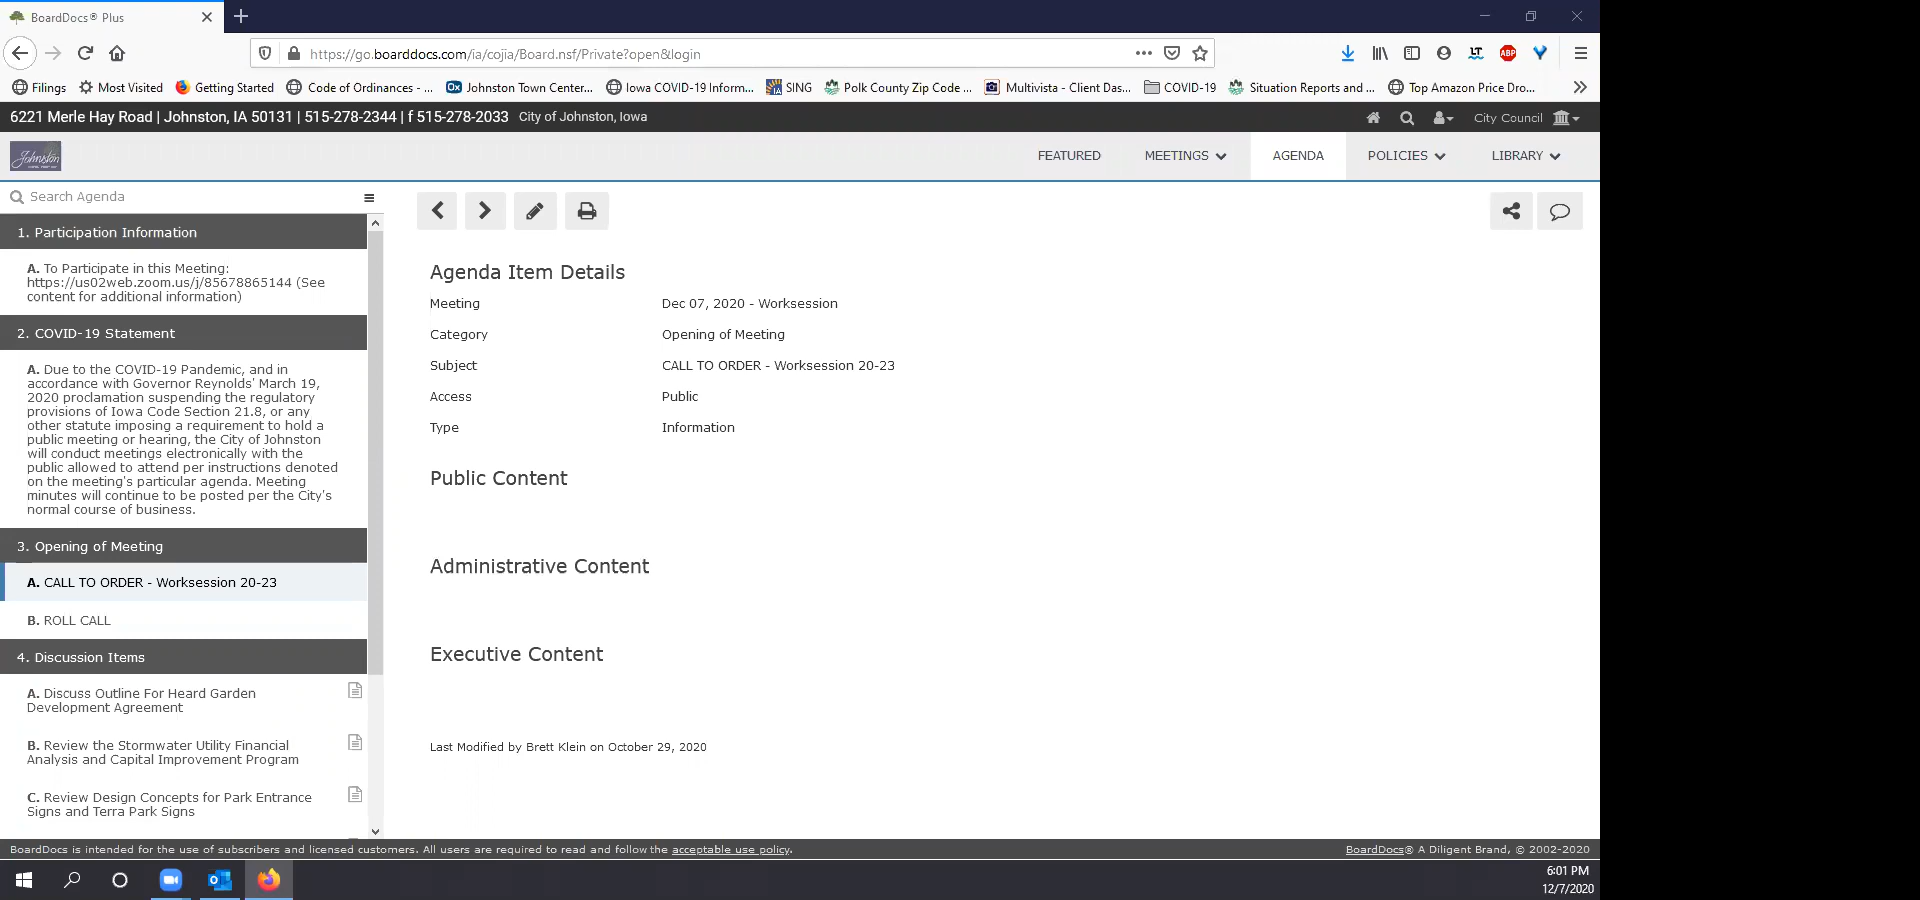 BoardDocs® Plus
https://go.boarddocs.com/ia/cojia/Board.nsf/Private?open&login
LT
ABP
Filings
Most Visited
Getting Started
Code of Ordinances - ...
Ox Johnston Town Center...
Iowa COVID-19 Inform...
SING
Polk County Zip Code ...
Multivista - Client Das...
COVID-19
Situation Reports and ...
Top Amazon Price Dro...
6221 Merle Hay Road | Johnston, IA 50131 | 515-278-2344 | f 515-278-2033 City of Johnston, Iowa
City Council
Johnston
FEATURED
MEETINGS
AGENDA
POLICIES
LIBRARY
Search Agenda
1. Participation Information
A. To Participate in this Meeting:
https://us02web.zoom.us/j/85678865144 (See
content for additional information)
2. COVID-19 Statement
A. Due to the COVID-19 Pandemic, and in
accordance with Governor Reynolds' March 19,
2020 proclamation suspending the regulatory
provisions of Iowa Code Section 21.8, or any
other statute imposing a requirement to hold a
public meeting or hearing, the City of Johnston
will conduct meetings electronically with the
public allowed to attend per instructions denoted
on the meeting's particular agenda. Meeting
minutes will continue to be posted per the City's
normal course of business.
3. Opening of Meeting
A. CALL TO ORDER - Worksession 20-23
B. ROLL CALL
4. Discussion Items
A. Discuss Outline For Heard Garden
Development Agreement
B. Review the Stormwater Utility Financial
Analysis and Capital Improvement Program
C. Review Design Concepts for Park Entrance
Signs and Terra Park Signs
Agenda Item Details
Meeting Dec 07, 2020 - Worksession
Category Opening of Meeting
Subject CALL TO ORDER - Worksession 20-23
Access Public
Type Information
Public Content
Administrative Content
Executive Content
Last Modified by Brett Klein on October 29, 2020
BoardDocs is intended for the use of subscribers and licensed customers. All users are required to read and follow the acceptable use policy.
BoardDocs® A Diligent Brand, © 2002-2020
6:01 PM
12/7/2020